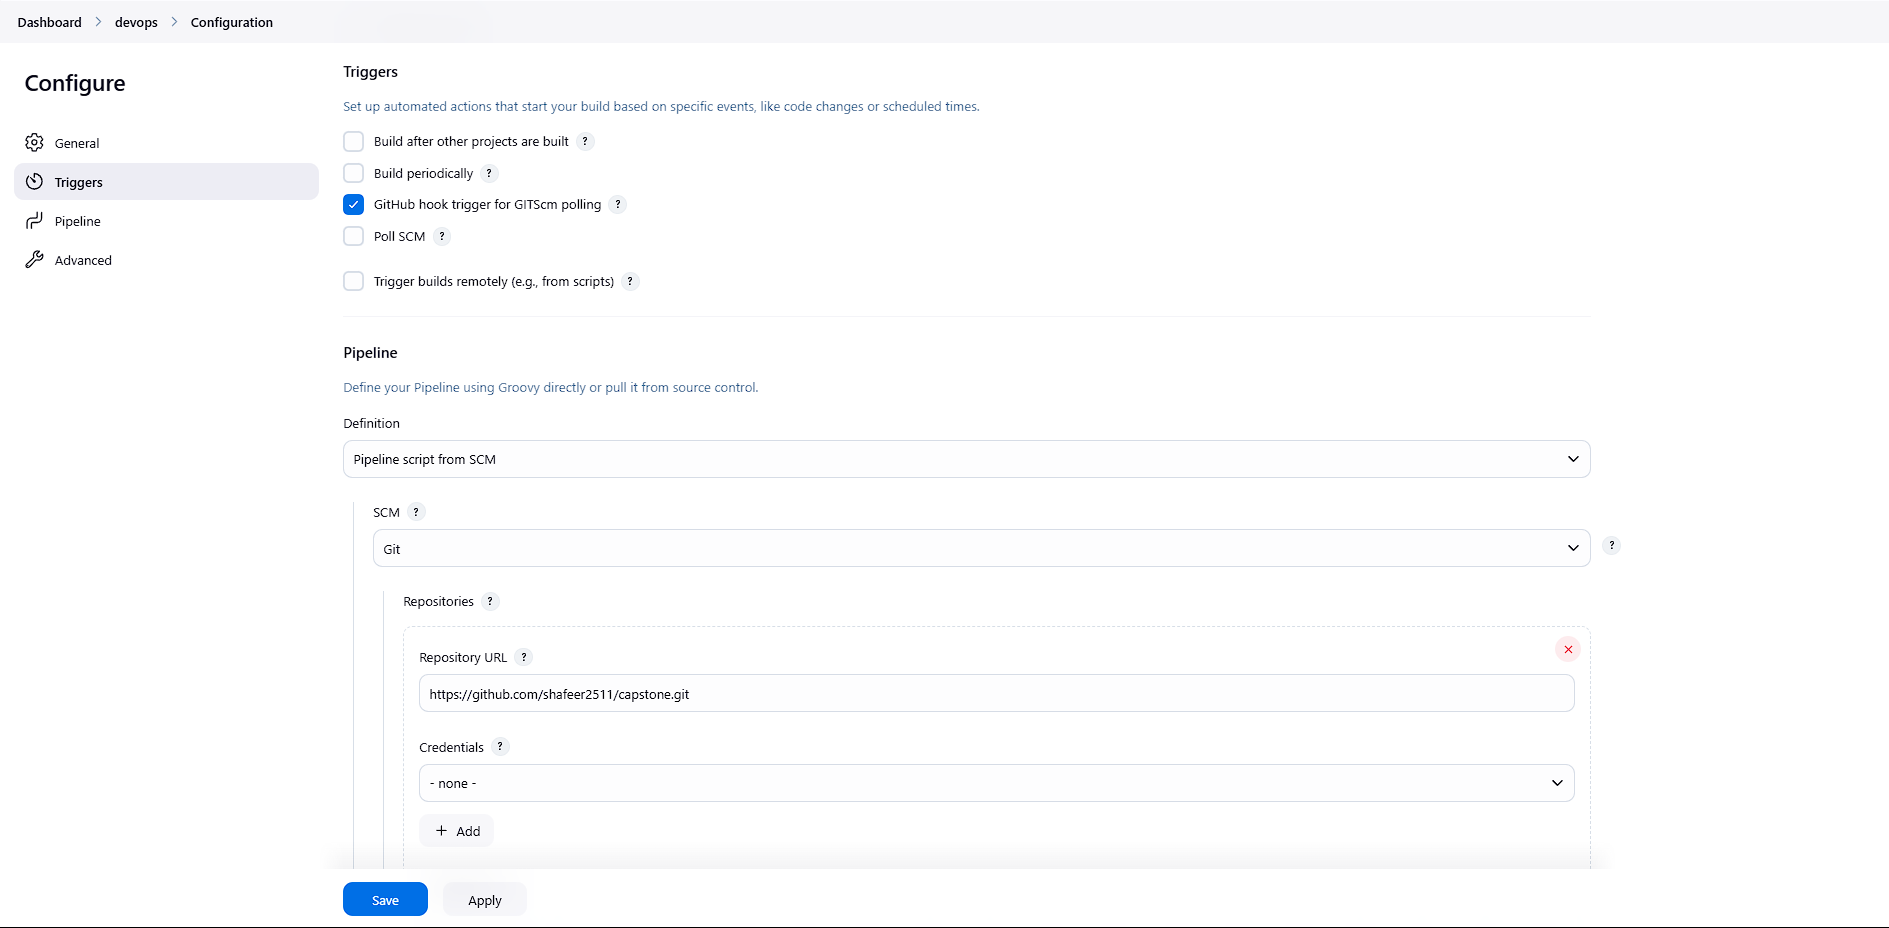 Dashboard > devops > Configuration
Configure
General
Triggers
Pipeline
Advanced
Triggers
Set up automated actions that start your build based on specific events, like code changes or scheduled times.
Build after other projects are built ?
Build periodically ?
GitHub hook trigger for GITScm polling ?
Poll SCM ?
Trigger builds remotely (e.g., from scripts) ?
Pipeline
Define your Pipeline using Groovy directly or pull it from source control.
Definition
Pipeline script from SCM
SCM ?
Git
?
Repositories ?
Repository URL ?
https://github.com/shafeer2511/capstone.git
Credentials ?
- none -
+ Add
Save
Apply